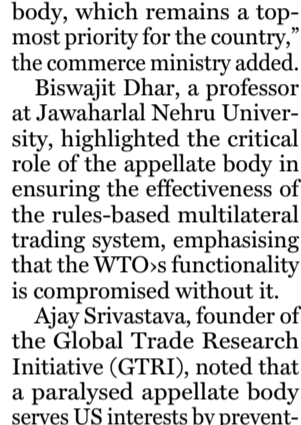 body, which remains a top-
most priority for the country,”
the commerce ministry added.
Biswajit Dhar, a professor
at Jawaharlal Nehru Univer-
sity, highlighted the critical
role of the appellate body in
ensuring the effectiveness of
the rules-based multilateral
trading system, emphasising
that the WTO›s functionality
is compromised without it.
Ajay Srivastava, founder of
the Global Trade Research
Initiative (GTRI), noted that
a paralysed appellate body
serves US interests by prevent-